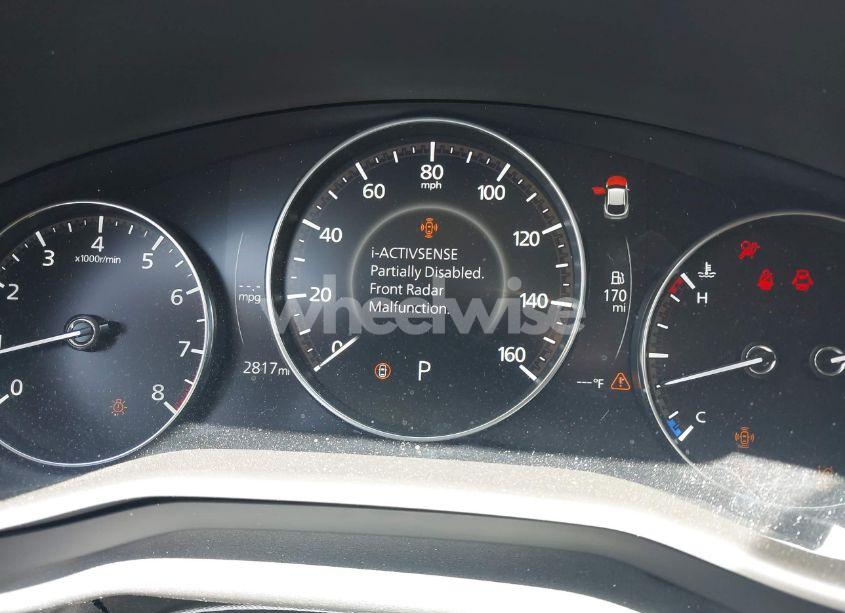 80
mph
60
100
40
120
20
140
0
160
i-ACTIVSENSE
Partially Disabled.
Front Radar
Malfunction.
P
4
x1000r/min
3
5
2
6
7
0
8
--- mpg
2817mi
170
mi
---°F
H
C
wheelwise